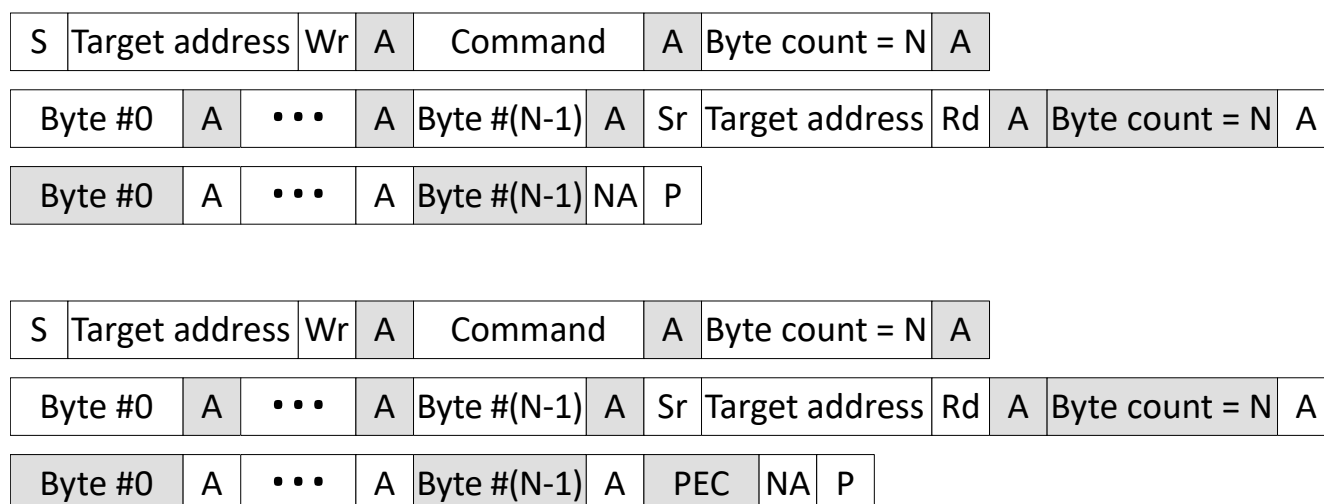 S Target address Wr A Command A Byte count = N A
Byte #0 A ••• A Byte #(N-1) A Sr Target address Rd A Byte count = N A
Byte #0 A ••• A Byte #(N-1) NA P
S Target address Wr A Command A Byte count = N A
Byte #0 A ••• A Byte #(N-1) A Sr Target address Rd A Byte count = N A
Byte #0 A ••• A Byte #(N-1) A PEC NA P